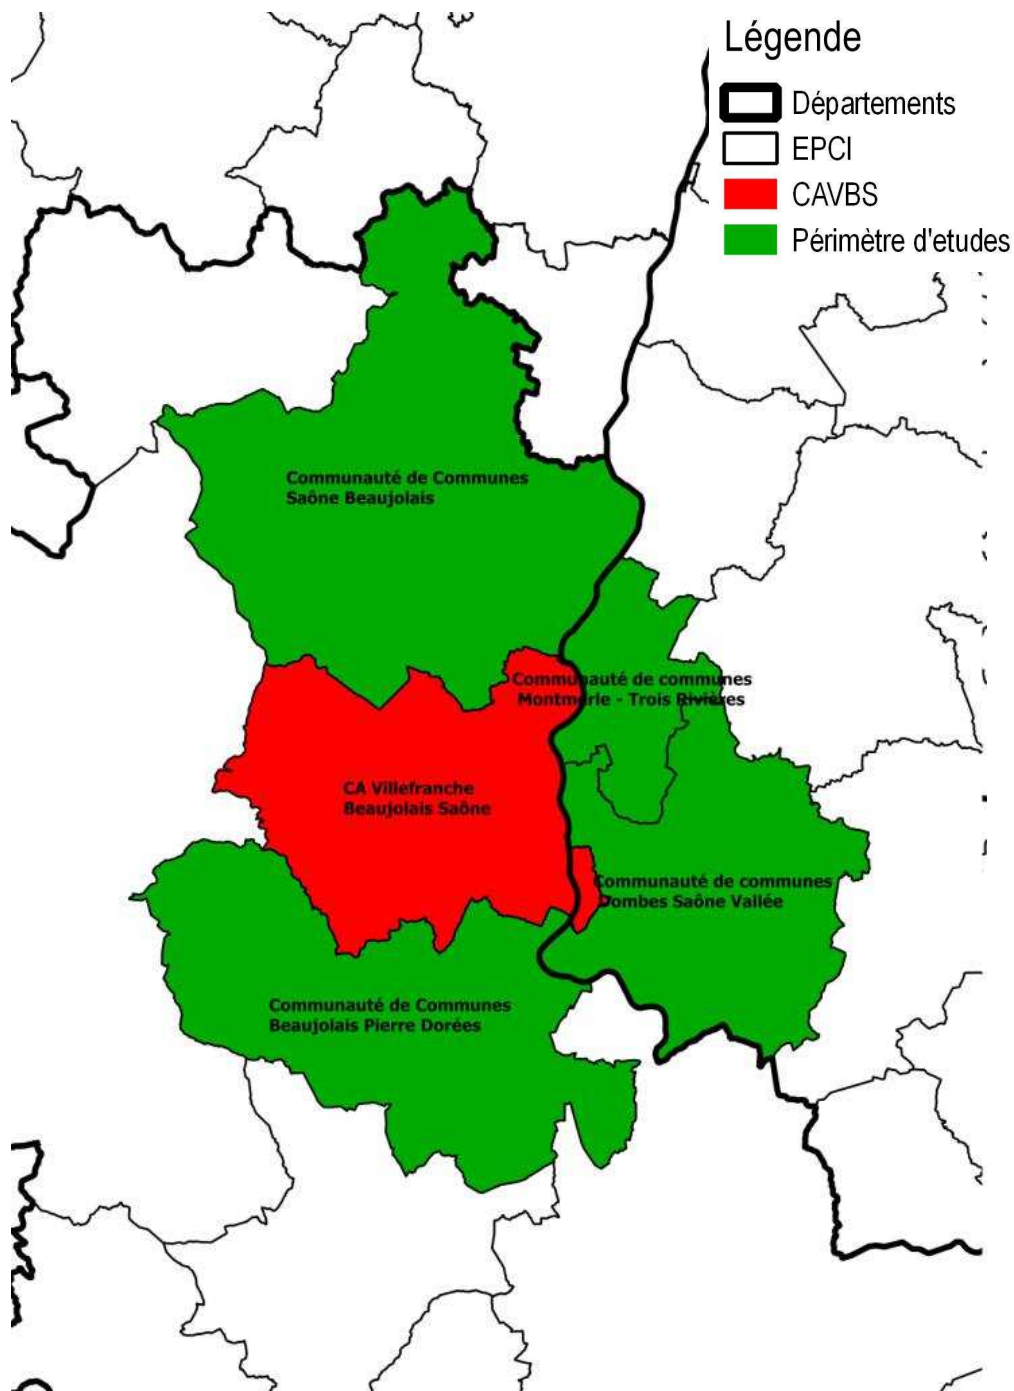 Légende
Départements
EPCI
CAVBS
Périmètre d'etudes
Communauté de Communes
Saône Beaujolais
Communauté de communes
Montmerle - Trois Rivières
CA Villefranche
Beaujolais Saône
Communauté de communes
Dombes Saône Vallée
Communauté de Communes
Beaujolais Pierre Dorées